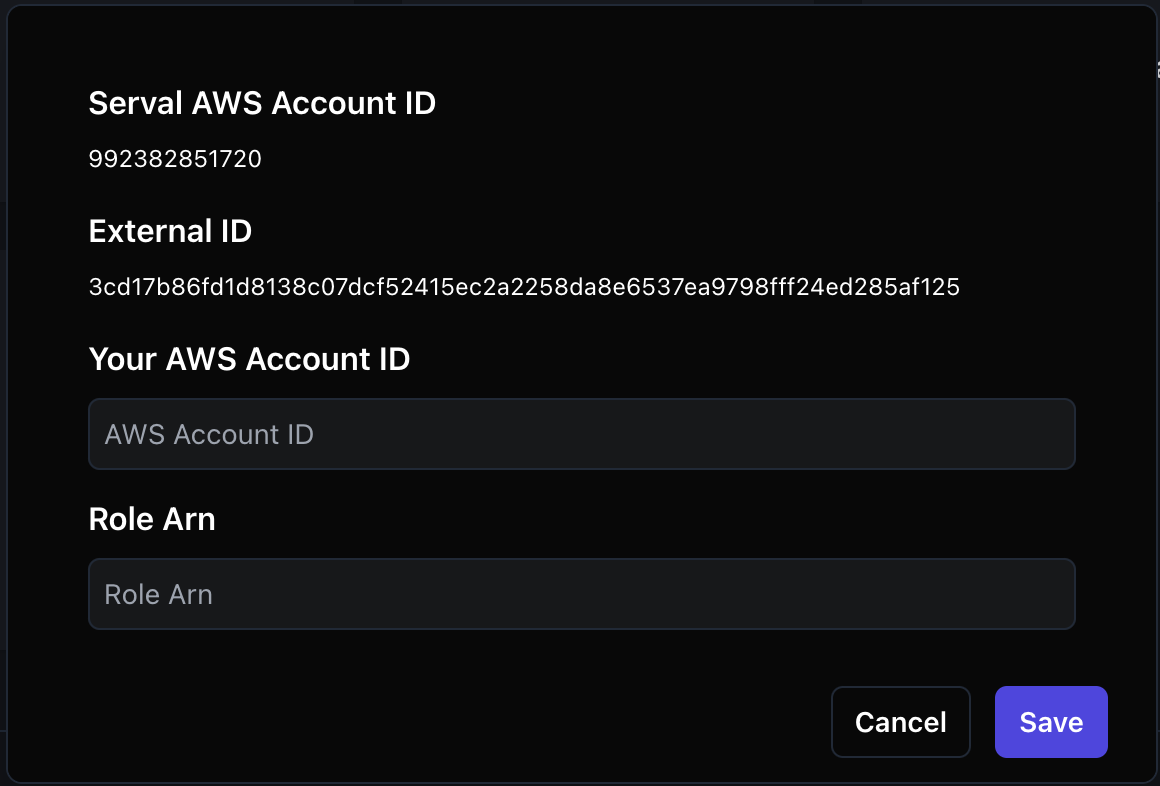 Serval AWS Account ID
992382851720
External ID
3cd17b86fd1d8138c07dcf52415ec2a2258da8e6537ea9798fff24ed285af125
Your AWS Account ID
AWS Account ID
Role Arn
Role Arn
Cancel Save